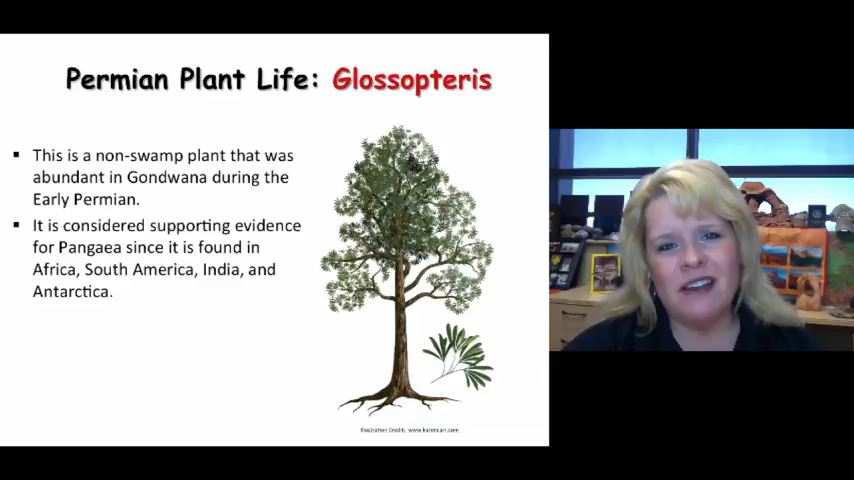 Permian Plant Life: Glossopteris
▪ This is a non-swamp plant that was
abundant in Gondwana during the
Early Permian.
▪ It is considered supporting evidence
for Pangaea since it is found in
Africa, South America, India, and
Antarctica.
Illustration Credit: www.karencarr.com